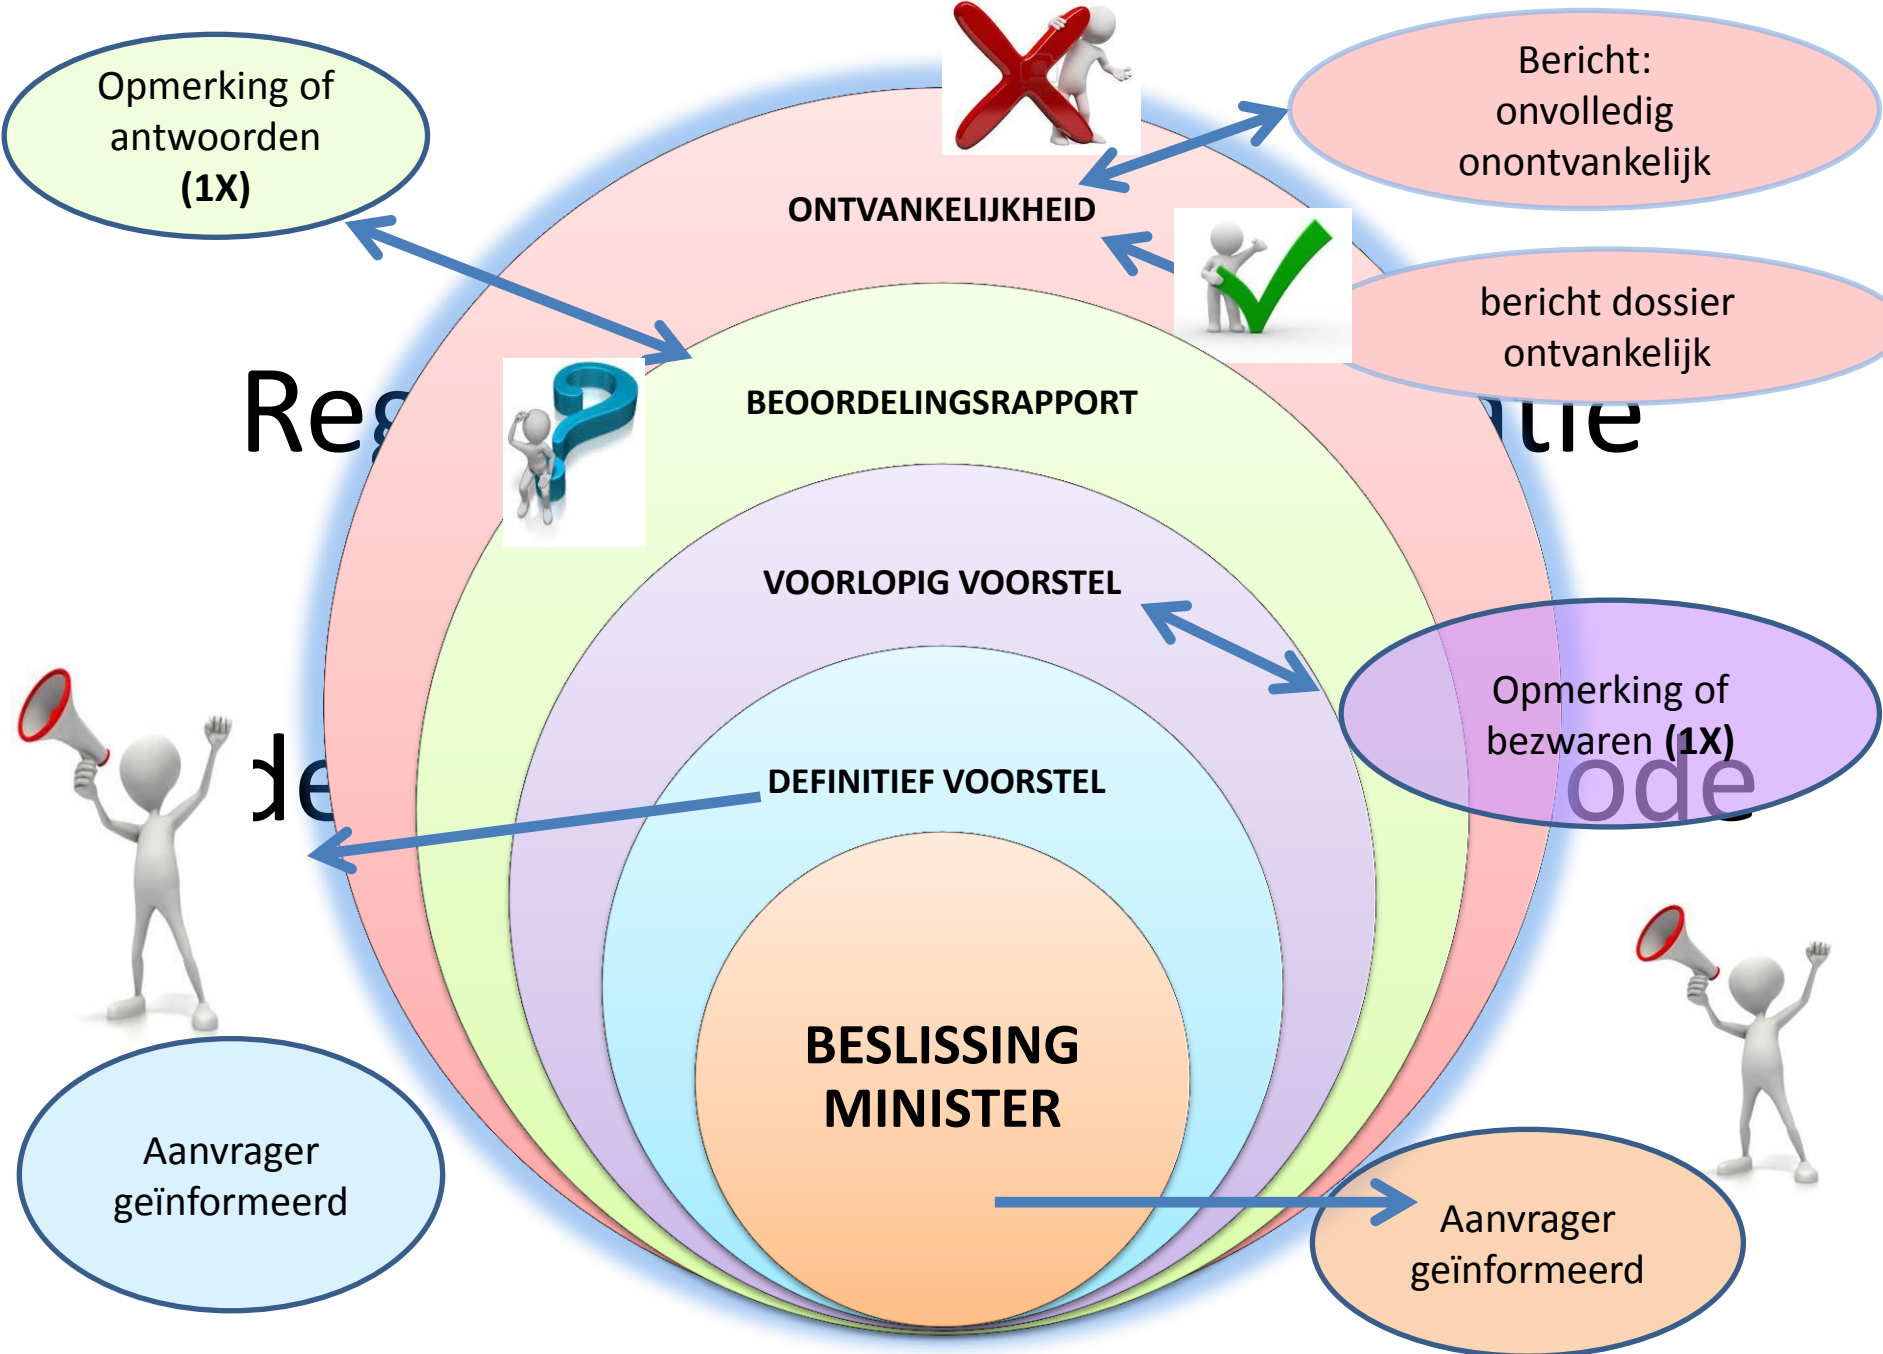 Opmerking of
antwoorden
(1X)
Bericht:
onvolledig
onontvankelijk
ONTVANKELIJKHEID
bericht dossier
ontvankelijk
BEOORDELINGSRAPPORT
VOORLOPIG VOORSTEL
Opmerking of
bezwaren (1X)
DEFINITIEF VOORSTEL
BESLISSING
MINISTER
Aanvrager
geïnformeerd
Aanvrager
geïnformeerd